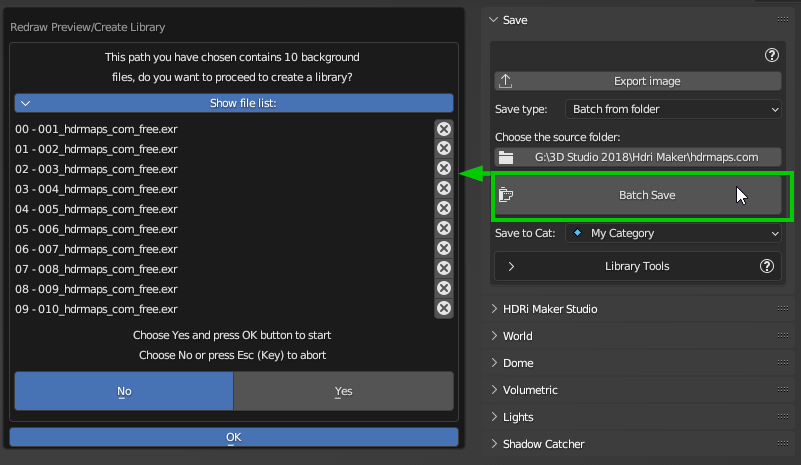 Redraw Preview/Create Library
This path you have chosen contains 10 background
files, do you want to proceed to create a library?
Show file list:
00 - 001_hdrmaps_com_free.exr
01 - 002_hdrmaps_com_free.exr
02 - 003_hdrmaps_com_free.exr
03 - 004_hdrmaps_com_free.exr
04 - 005_hdrmaps_com_free.exr
05 - 006_hdrmaps_com_free.exr
06 - 007_hdrmaps_com_free.exr
07 - 008_hdrmaps_com_free.exr
08 - 009_hdrmaps_com_free.exr
09 - 010_hdrmaps_com_free.exr
Choose Yes and press OK button to start
Choose No or press Esc (Key) to abort
No Yes
OK
Save
Export image
Save type: Batch from folder
Choose the source folder:
G:\3D Studio 2018\Hdri Maker\hdrmaps.com
Batch Save
Save to Cat: My Category
Library Tools
HDRi Maker Studio
World
Dome
Volumetric
Lights
Shadow Catcher